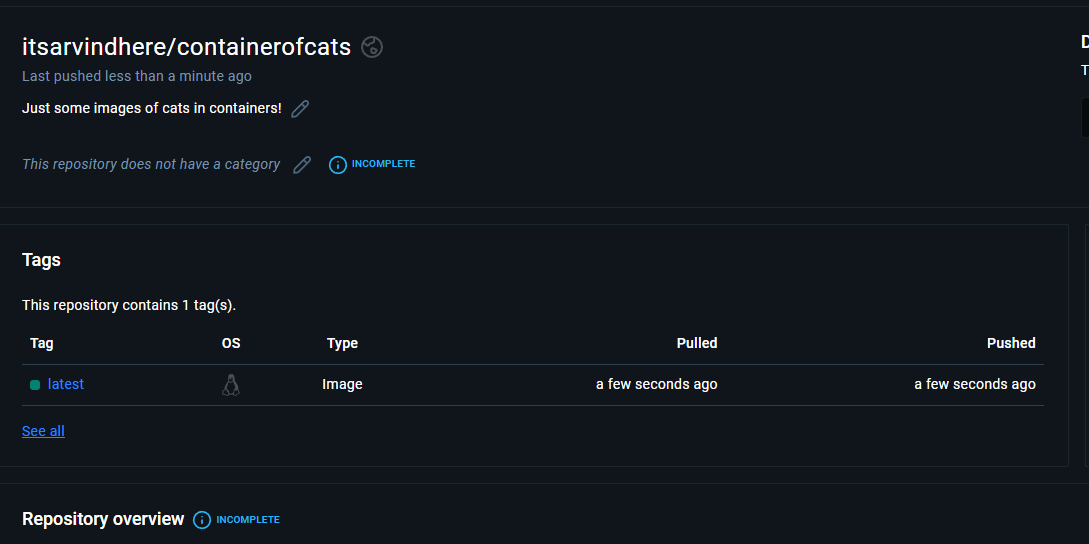 itsarvindhere/containerofcats
Last pushed less than a minute ago
Just some images of cats in containers!
This repository does not have a category INCOMPLETE
Tags
This repository contains 1 tag(s).
Tag OS Type Pulled Pushed
latest Image a few seconds ago a few seconds ago
See all
Repository overview INCOMPLETE